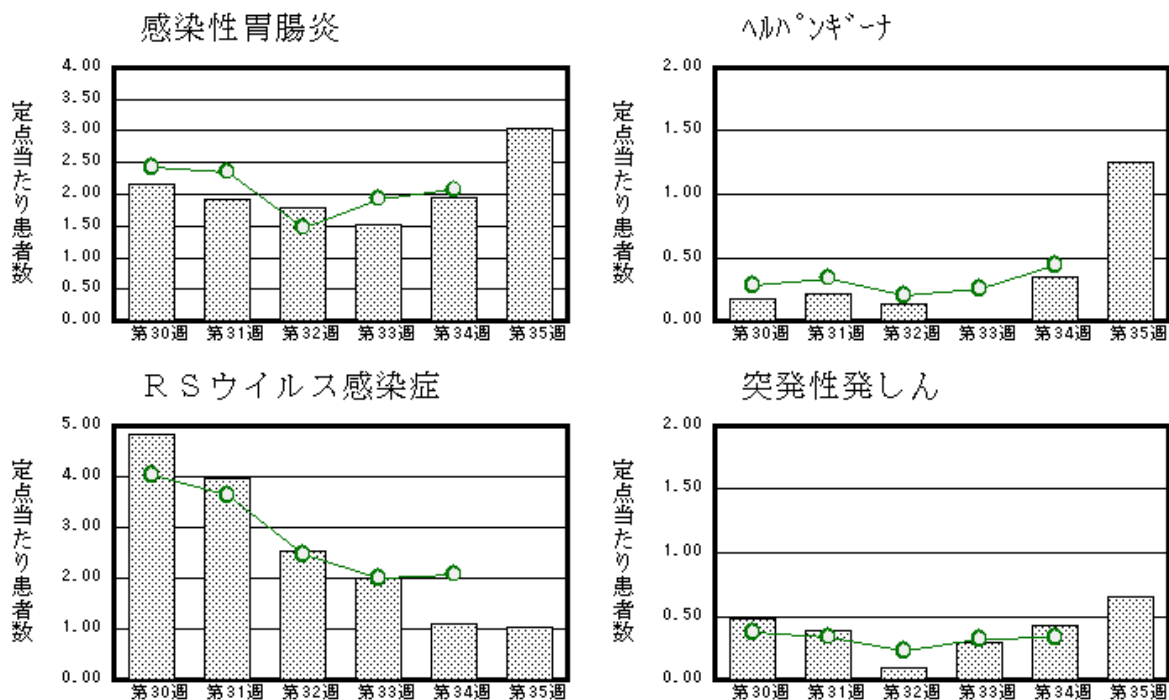 感染性胃腸炎
定点当たり患者数
4.00
3.50
3.00
2.50
2.00
1.50
1.00
0.50
0.00
第30週 第31週 第32週 第33週 第34週 第35週
ﾍﾙﾊﾟﾝｷﾞｰﾅ
定点当たり患者数
2.00
1.50
1.00
0.50
0.00
第30週 第31週 第32週 第33週 第34週 第35週
ＲＳウイルス感染症
定点当たり患者数
5.00
4.00
3.00
2.00
1.00
0.00
第30週 第31週 第32週 第33週 第34週 第35週
突発性発しん
定点当たり患者数
2.00
1.50
1.00
0.50
0.00
第30週 第31週 第32週 第33週 第34週 第35週